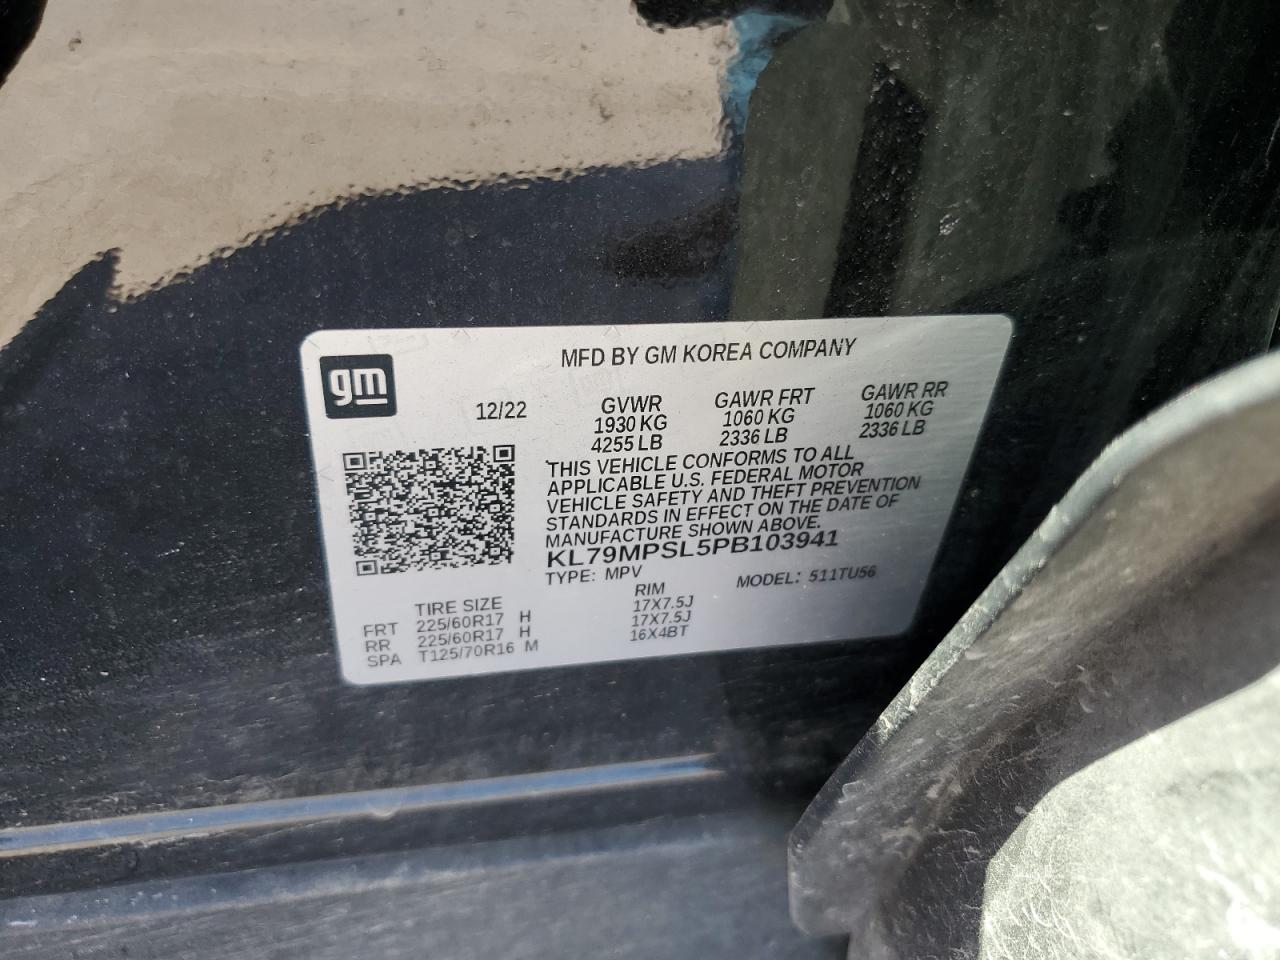 gm
MFD BY GM KOREA COMPANY
12/22 GVWR GAWR FRT GAWR RR
1930 KG 1060 KG 1060 KG
4255 LB 2336 LB 2336 LB
THIS VEHICLE CONFORMS TO ALL
APPLICABLE U.S. FEDERAL MOTOR
VEHICLE SAFETY AND THEFT PREVENTION
STANDARDS IN EFFECT ON THE DATE OF
MANUFACTURE SHOWN ABOVE.
KL79MPSL5PB103941
TYPE: MPV MODEL: 511TU56
TIRE SIZE RIM
FRT 225/60R17 H 17X7.5J
RR 225/60R17 H 17X7.5J
SPA T125/70R16 M 16X4BT